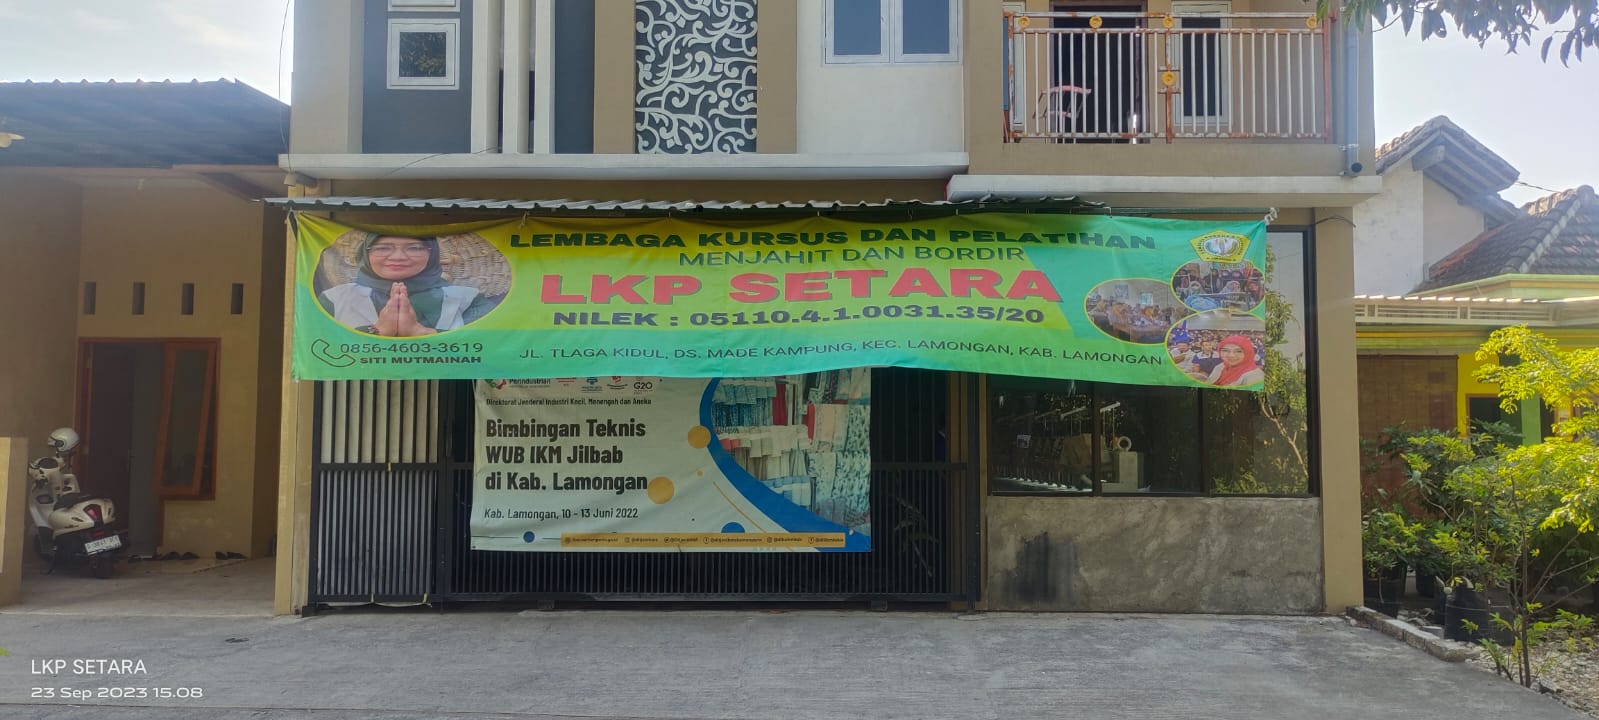 LEMBAGA KURSUS DAN PELATIHAN
MENJAHIT DAN BORDIR
LKP SETARA
NILEK : 05110.4.1.0031.35/20
0856-4603-3619
SITI MUTMAINAH
JL. TLAGA KIDUL, DS. MADE KAMPUNG, KEC. LAMONGAN, KAB. LAMONGAN
Perindustrian
G20
Direktorat Jenderal Industri Kecil, Menengah dan Aneka
Bimbingan Teknis
WUB IKM Jilbab
di Kab. Lamongan
Kab. Lamongan, 10 - 13 Juni 2022
LKP SETARA
23 Sep 2023 15.08